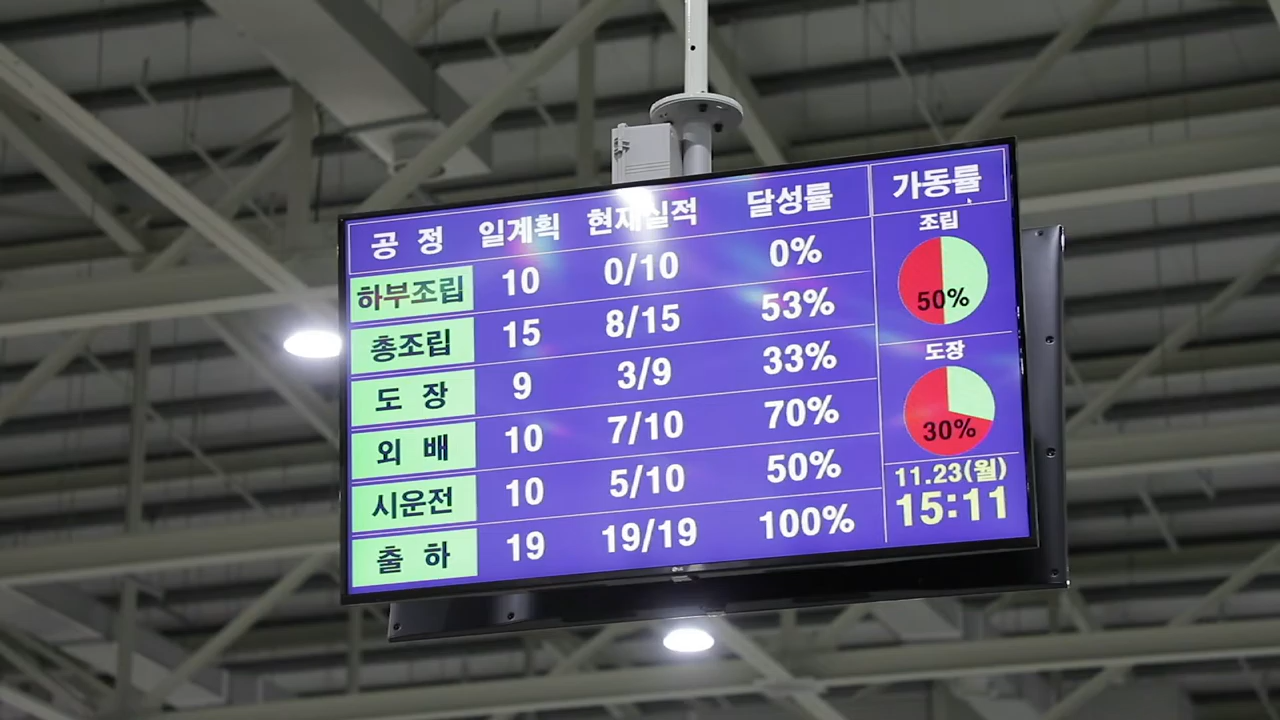 공 정 일계획 현재실적 달성률
하부조립 10 0/10 0%
총조립 15 8/15 53%
도 장 9 3/9 33%
외 배 10 7/10 70%
시운전 10 5/10 50%
출 하 19 19/19 100%
가동률
조립
50%
도장
30%
11.23(월)
15:11
LG